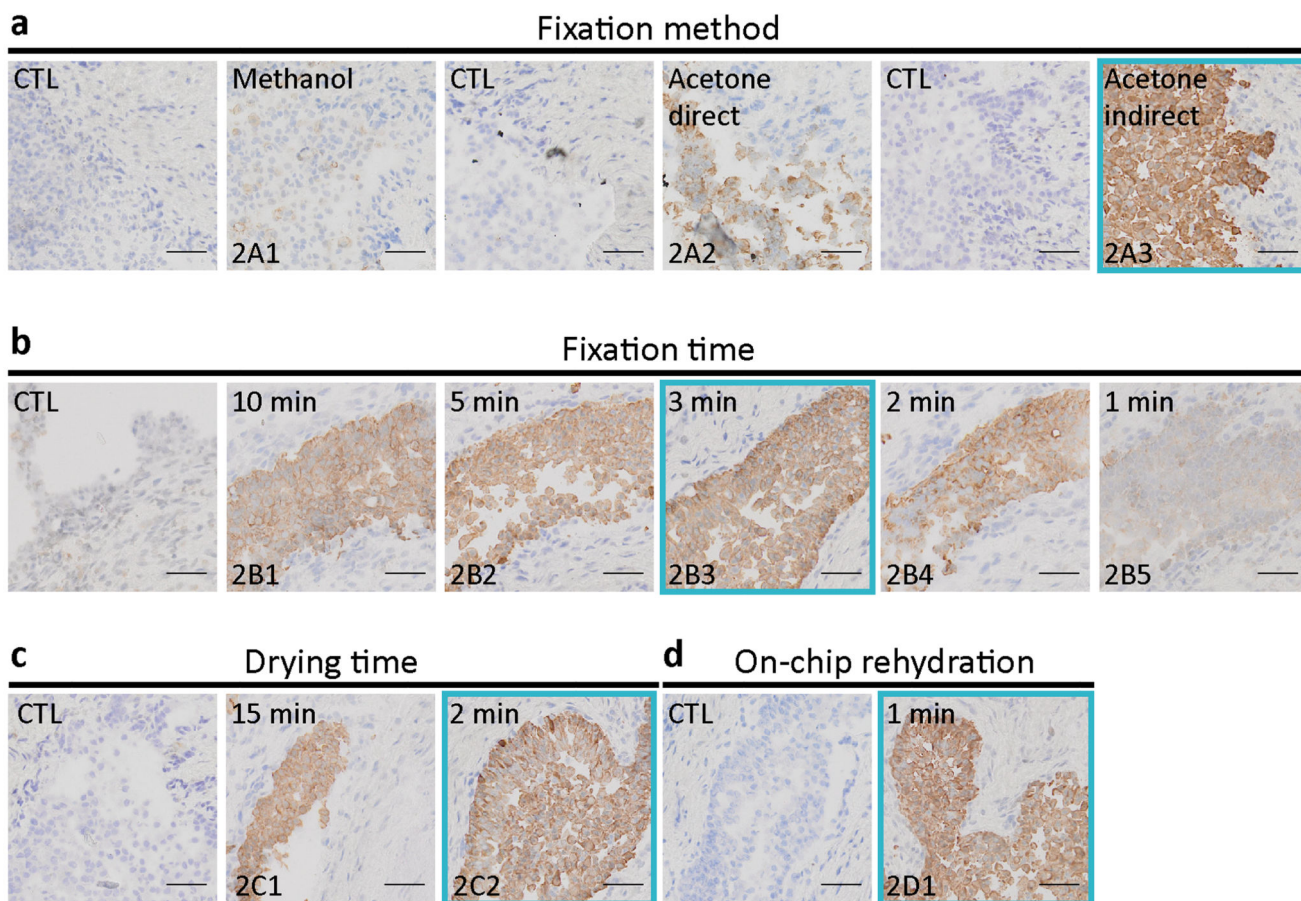 a
Fixation method
CTL
Methanol
2A1
CTL
Acetone
direct
2A2
CTL
Acetone
indirect
2A3
b
Fixation time
CTL
10 min
2B1
5 min
2B2
3 min
2B3
2 min
2B4
1 min
2B5
c
Drying time
CTL
15 min
2C1
2 min
2C2
d
On-chip rehydration
CTL
1 min
2D1